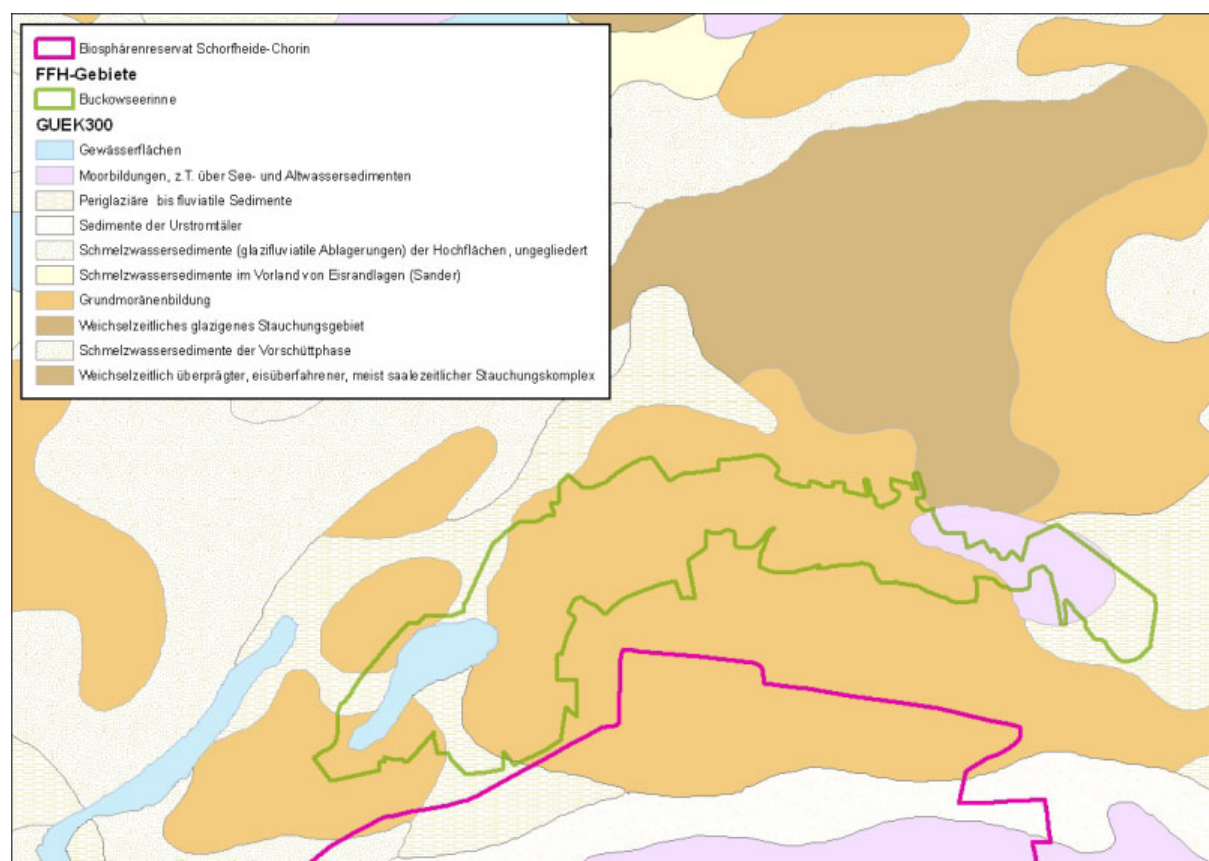 Biosphärenreservat Schorfheide-Chorin
FFH-Gebiete
Buckowseerinne
GUEK300
Gewässerflächen
Moorbildungen, z.T. über See- und Altwassersedimenten
Periglaziäre bis fluviatile Sedimente
Sedimente der Urstromtäler
Schmelzwassersedimente (glazifluviatile Ablagerungen) der Hochflächen, ungegliedert
Schmelzwassersedimente im Vorland von Eisrandlagen (Sander)
Grundmoränenbildung
Weichselzeitliches glazigenes Stauchungsgebiet
Schmelzwassersedimente der Vorschüttphase
Weichselzeitlich überprägter, eisüberfahrener, meist saalezeitlicher Stauchungskomplex